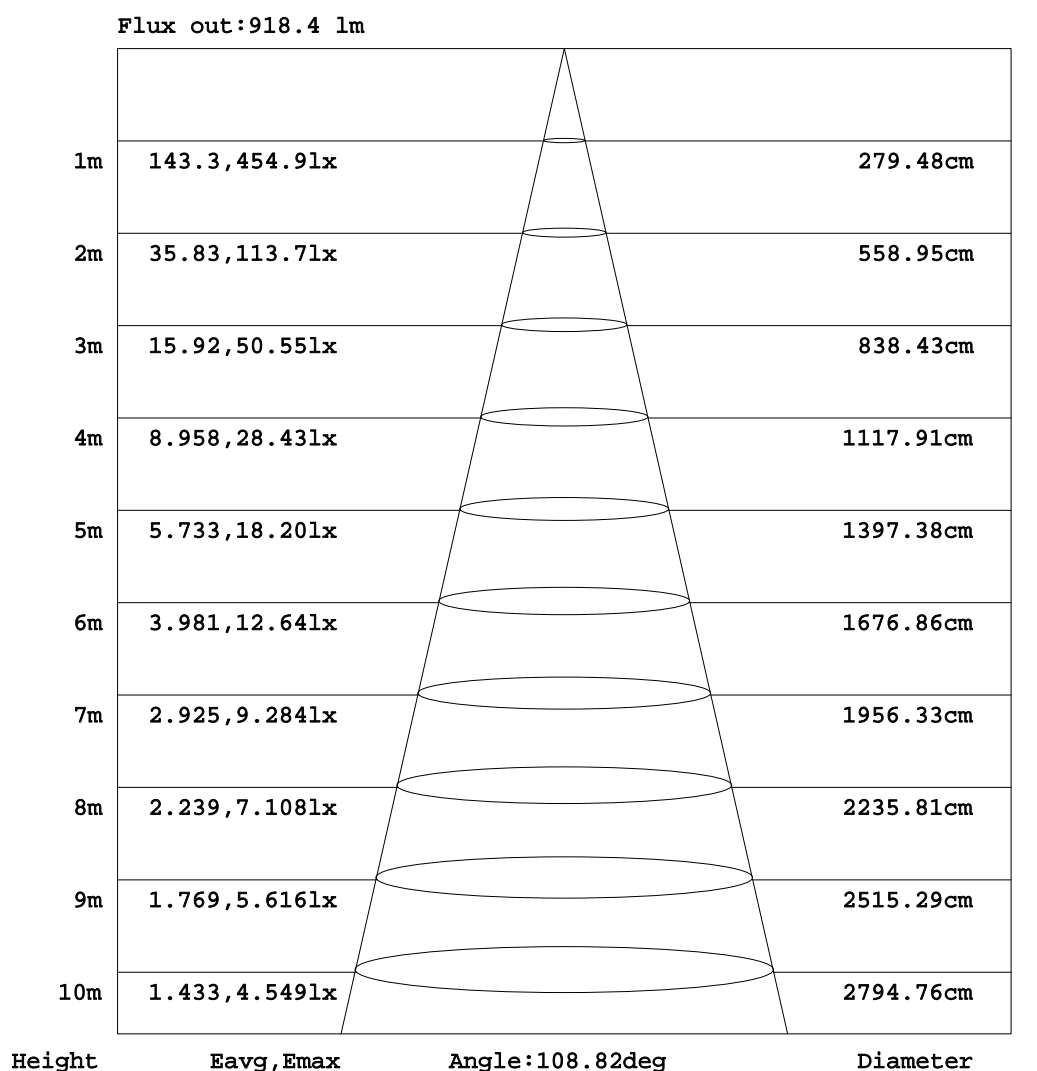 Flux out:918.4 lm
1m 143.3,454.9lx 279.48cm
2m 35.83,113.7lx 558.95cm
3m 15.92,50.55lx 838.43cm
4m 8.958,28.43lx 1117.91cm
5m 5.733,18.20lx 1397.38cm
6m 3.981,12.64lx 1676.86cm
7m 2.925,9.284lx 1956.33cm
8m 2.239,7.108lx 2235.81cm
9m 1.769,5.616lx 2515.29cm
10m 1.433,4.549lx 2794.76cm
Height Eavg,Emax Angle:108.82deg Diameter